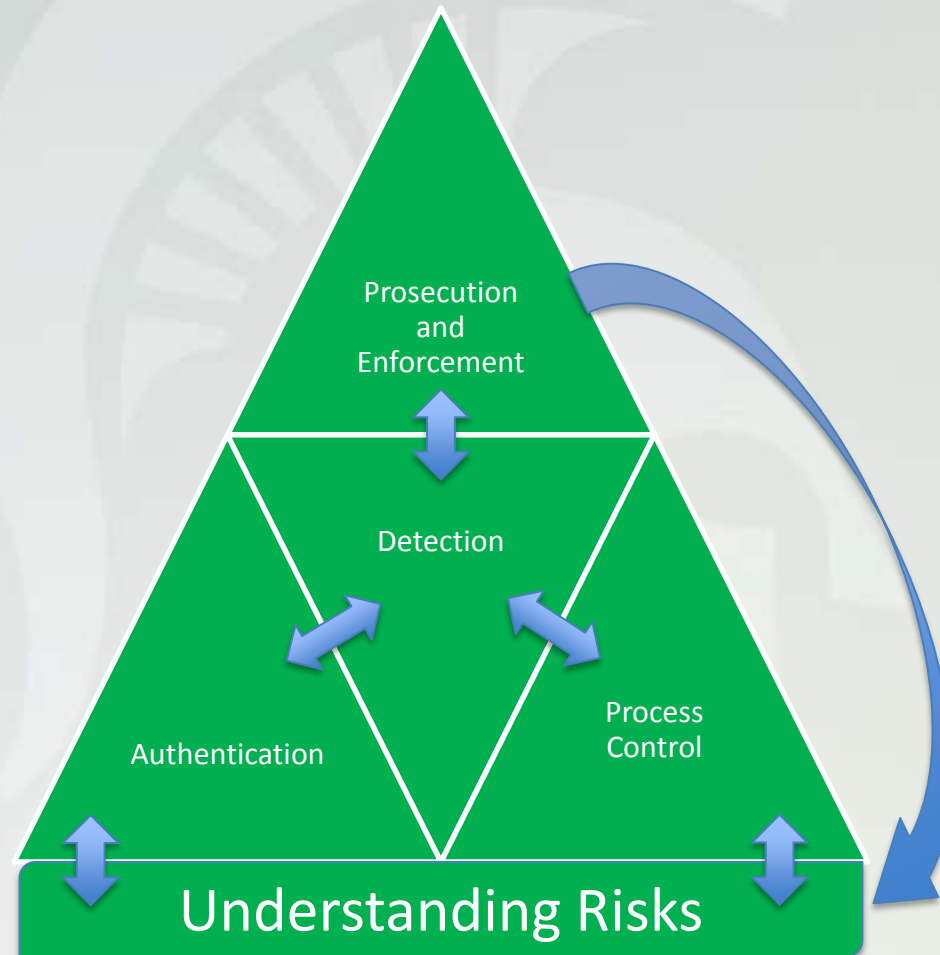 Prosecution
and
Enforcement
Detection
Process
Control
Authentication
Understanding Risks